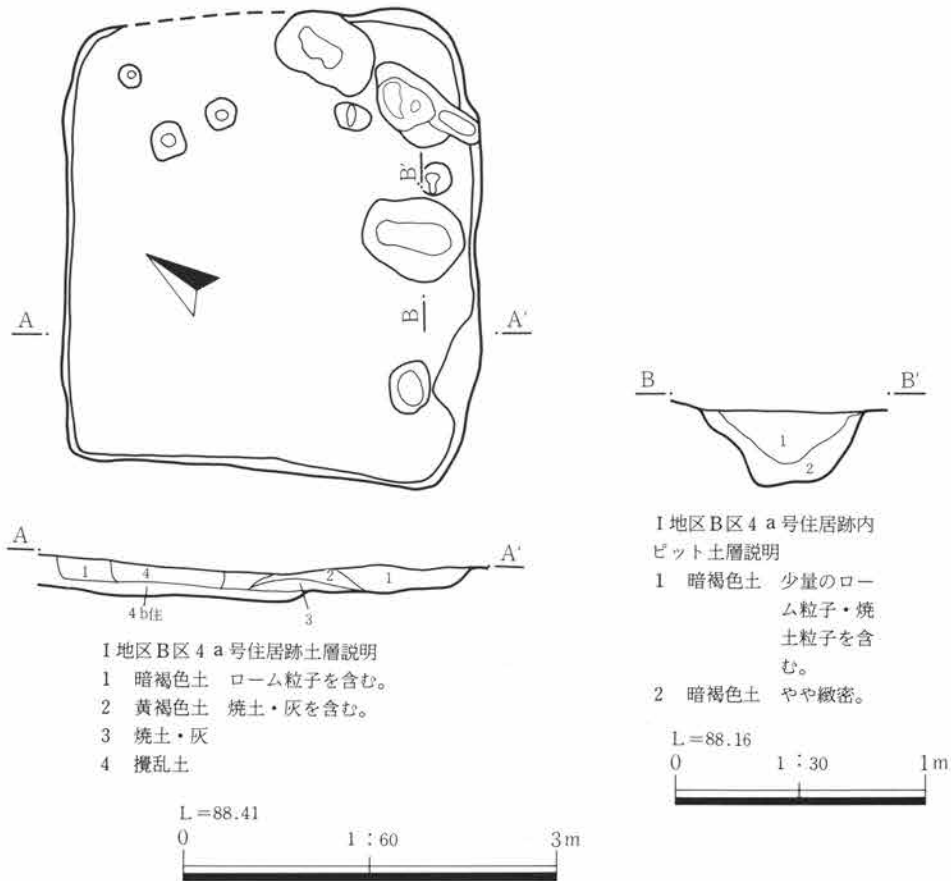 B'
B
A A'
A A'
1 4 2 1
4b住 3
I地区B区4a号住居跡土層説明
1 暗褐色土 ローム粒子を含む。
2 黄褐色土 焼土・灰を含む。
3 焼土・灰
4 攪乱土
L=88.41
0 1:60 3m
B B'
1
2
I地区B区4a号住居跡内
ピット土層説明
1 暗褐色土 少量のロー
ム粒子・焼
土粒子を含
む。
2 暗褐色土 やや緻密。
L=88.16
0 1:30 1m